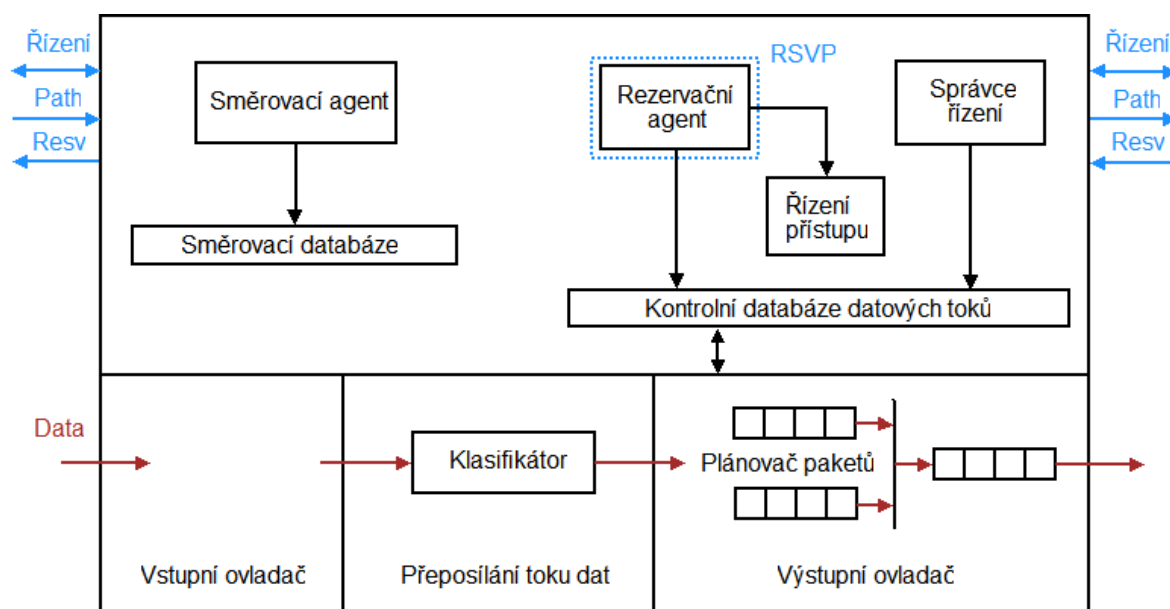 Řízení
Path
Resv
Směrovací agent
Směrovací databáze
RSVP
Rezervační
agent
Správce
řízení
Řízení
přístupu
Kontrolní databáze datových toků
Řízení
Path
Resv
Data
Klasifikátor
Plánovač paketů
Vstupní ovladač
Přeposílání toku dat
Výstupní ovladač